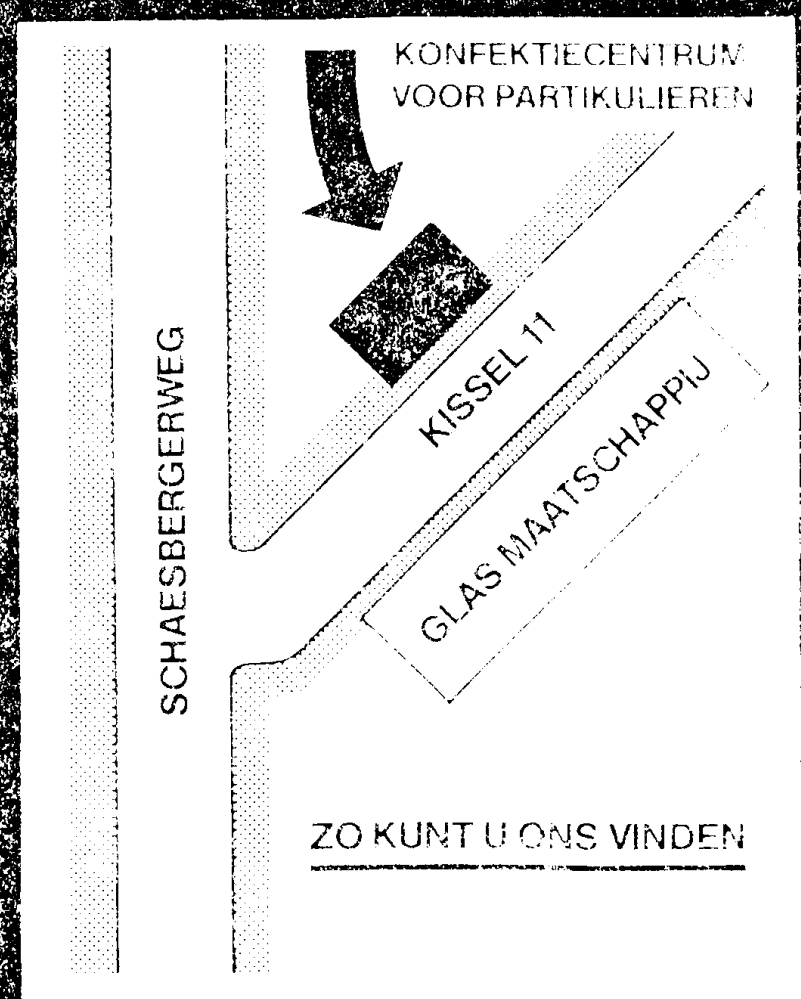 KONFEKTIECENTRUM
VOOR PARTIKULIEREN
SCHAESBERGERWEG
KISSEL 11
GLAS MAATSCHAPPIJ
ZO KUNT U ONS VINDEN